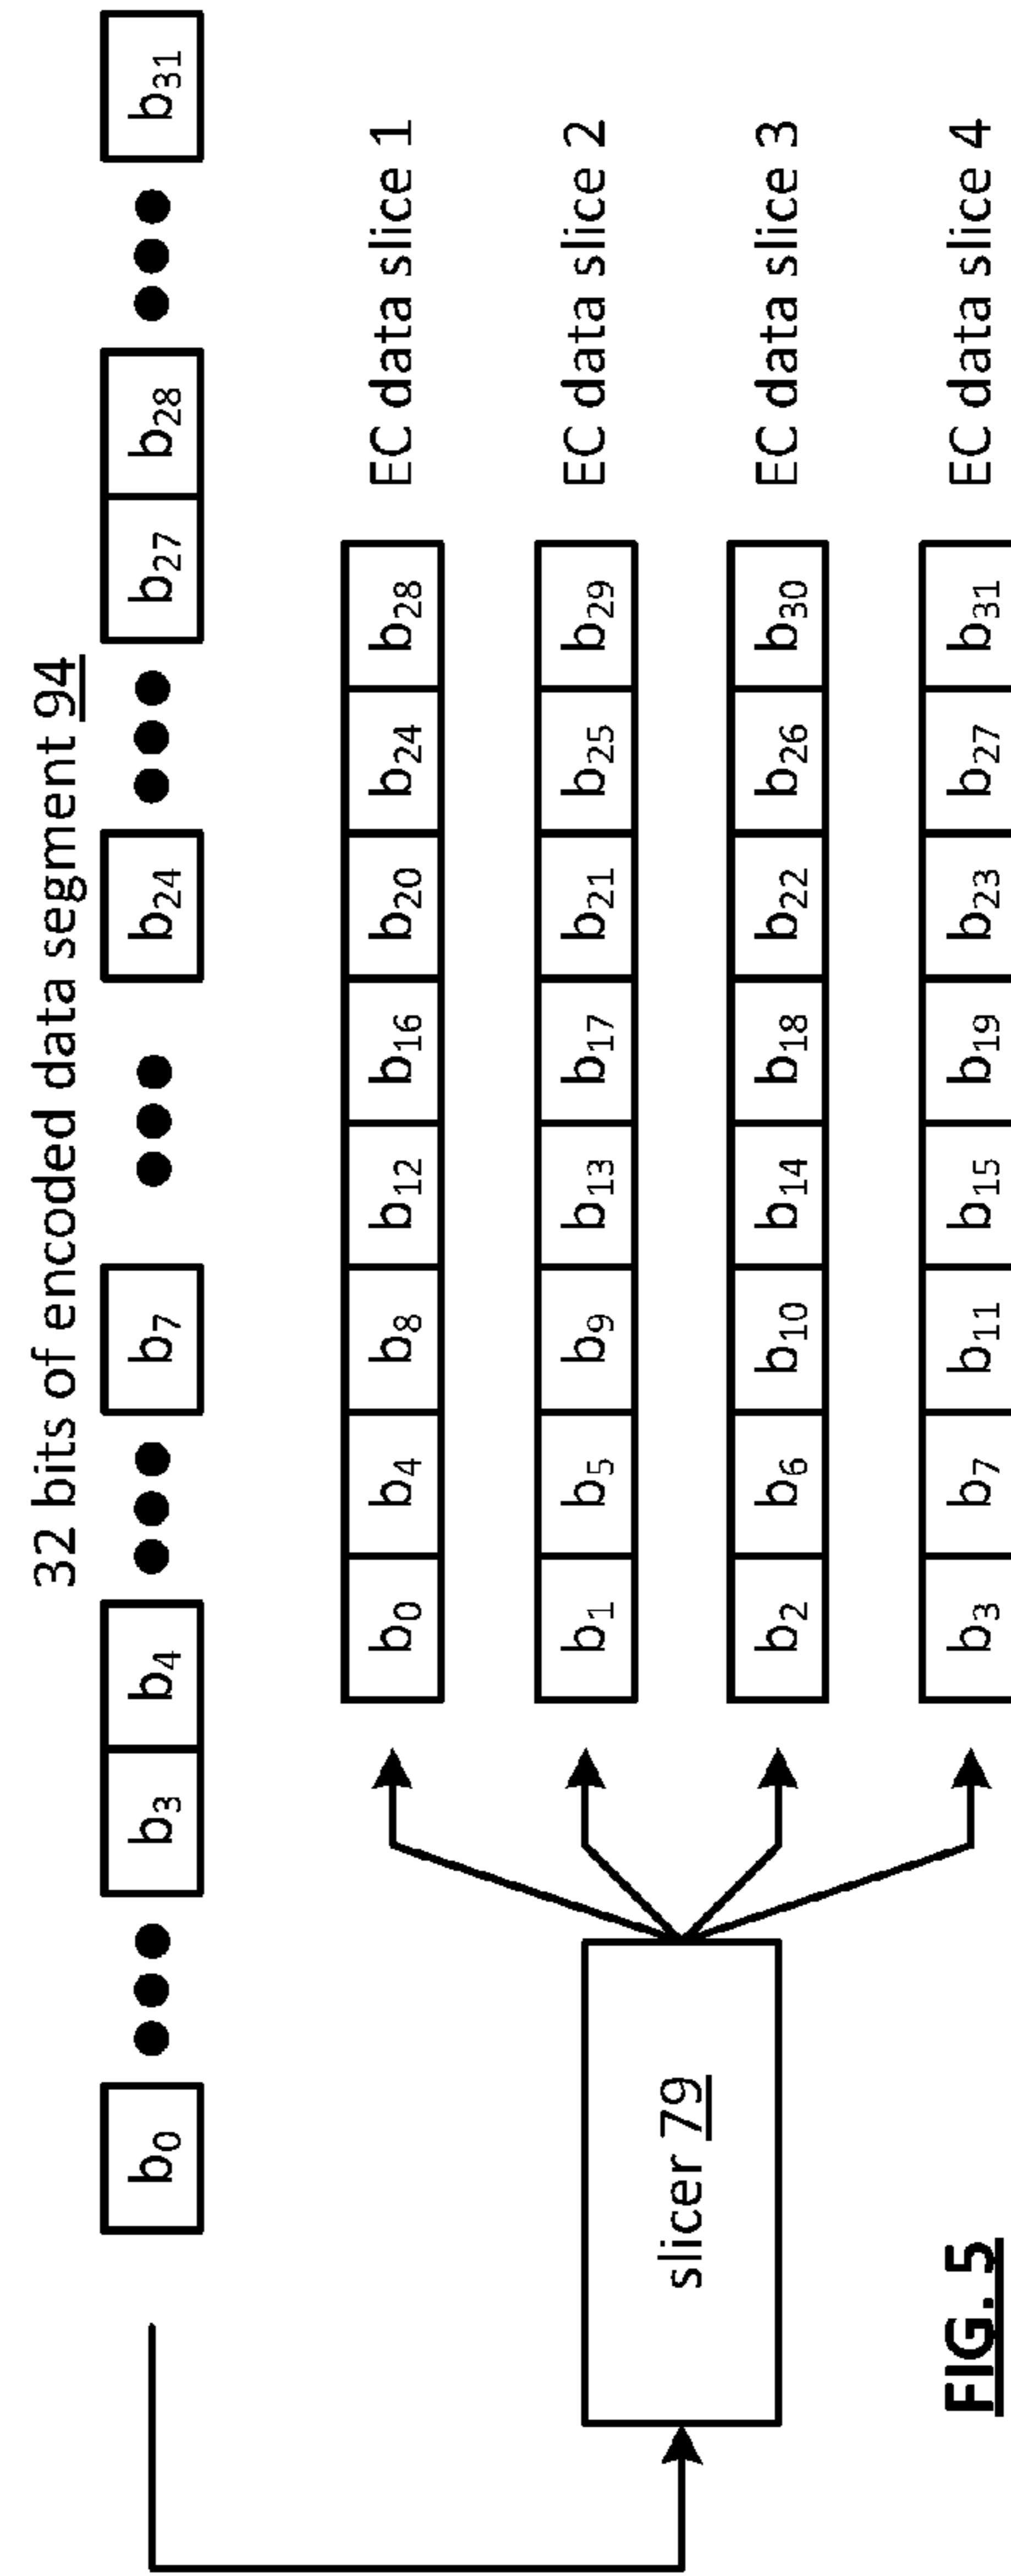 32 bits of encoded data segment 94
b0 ●●● b3 b4 ●●● b7 ●●● b24 ●●● b27 b28 ●●● b31
b0 b4 b8 b12 b16 b20 b24 b28 EC data slice 1
b1 b5 b9 b13 b17 b21 b25 b29 EC data slice 2
slicer 79
b2 b6 b10 b14 b18 b22 b26 b30 EC data slice 3
b3 b7 b11 b15 b19 b23 b27 b31 EC data slice 4
FIG. 5